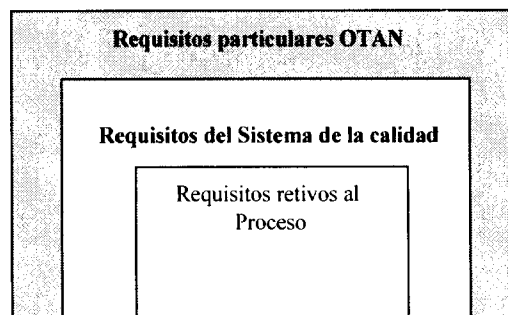 Requisitos particulares OTAN
Requisitos del Sistema de la calidad
Requisitos retivos al
Proceso